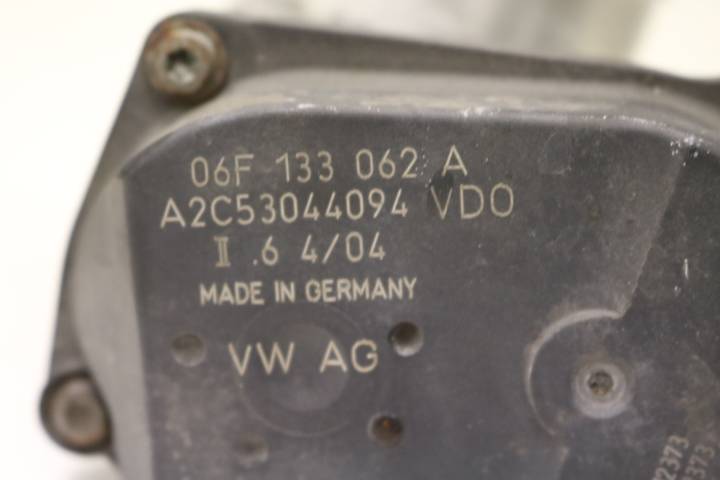 06F 133 062 A
A2C53044094 VDO
II .6 4/04
MADE IN GERMANY
VW AG